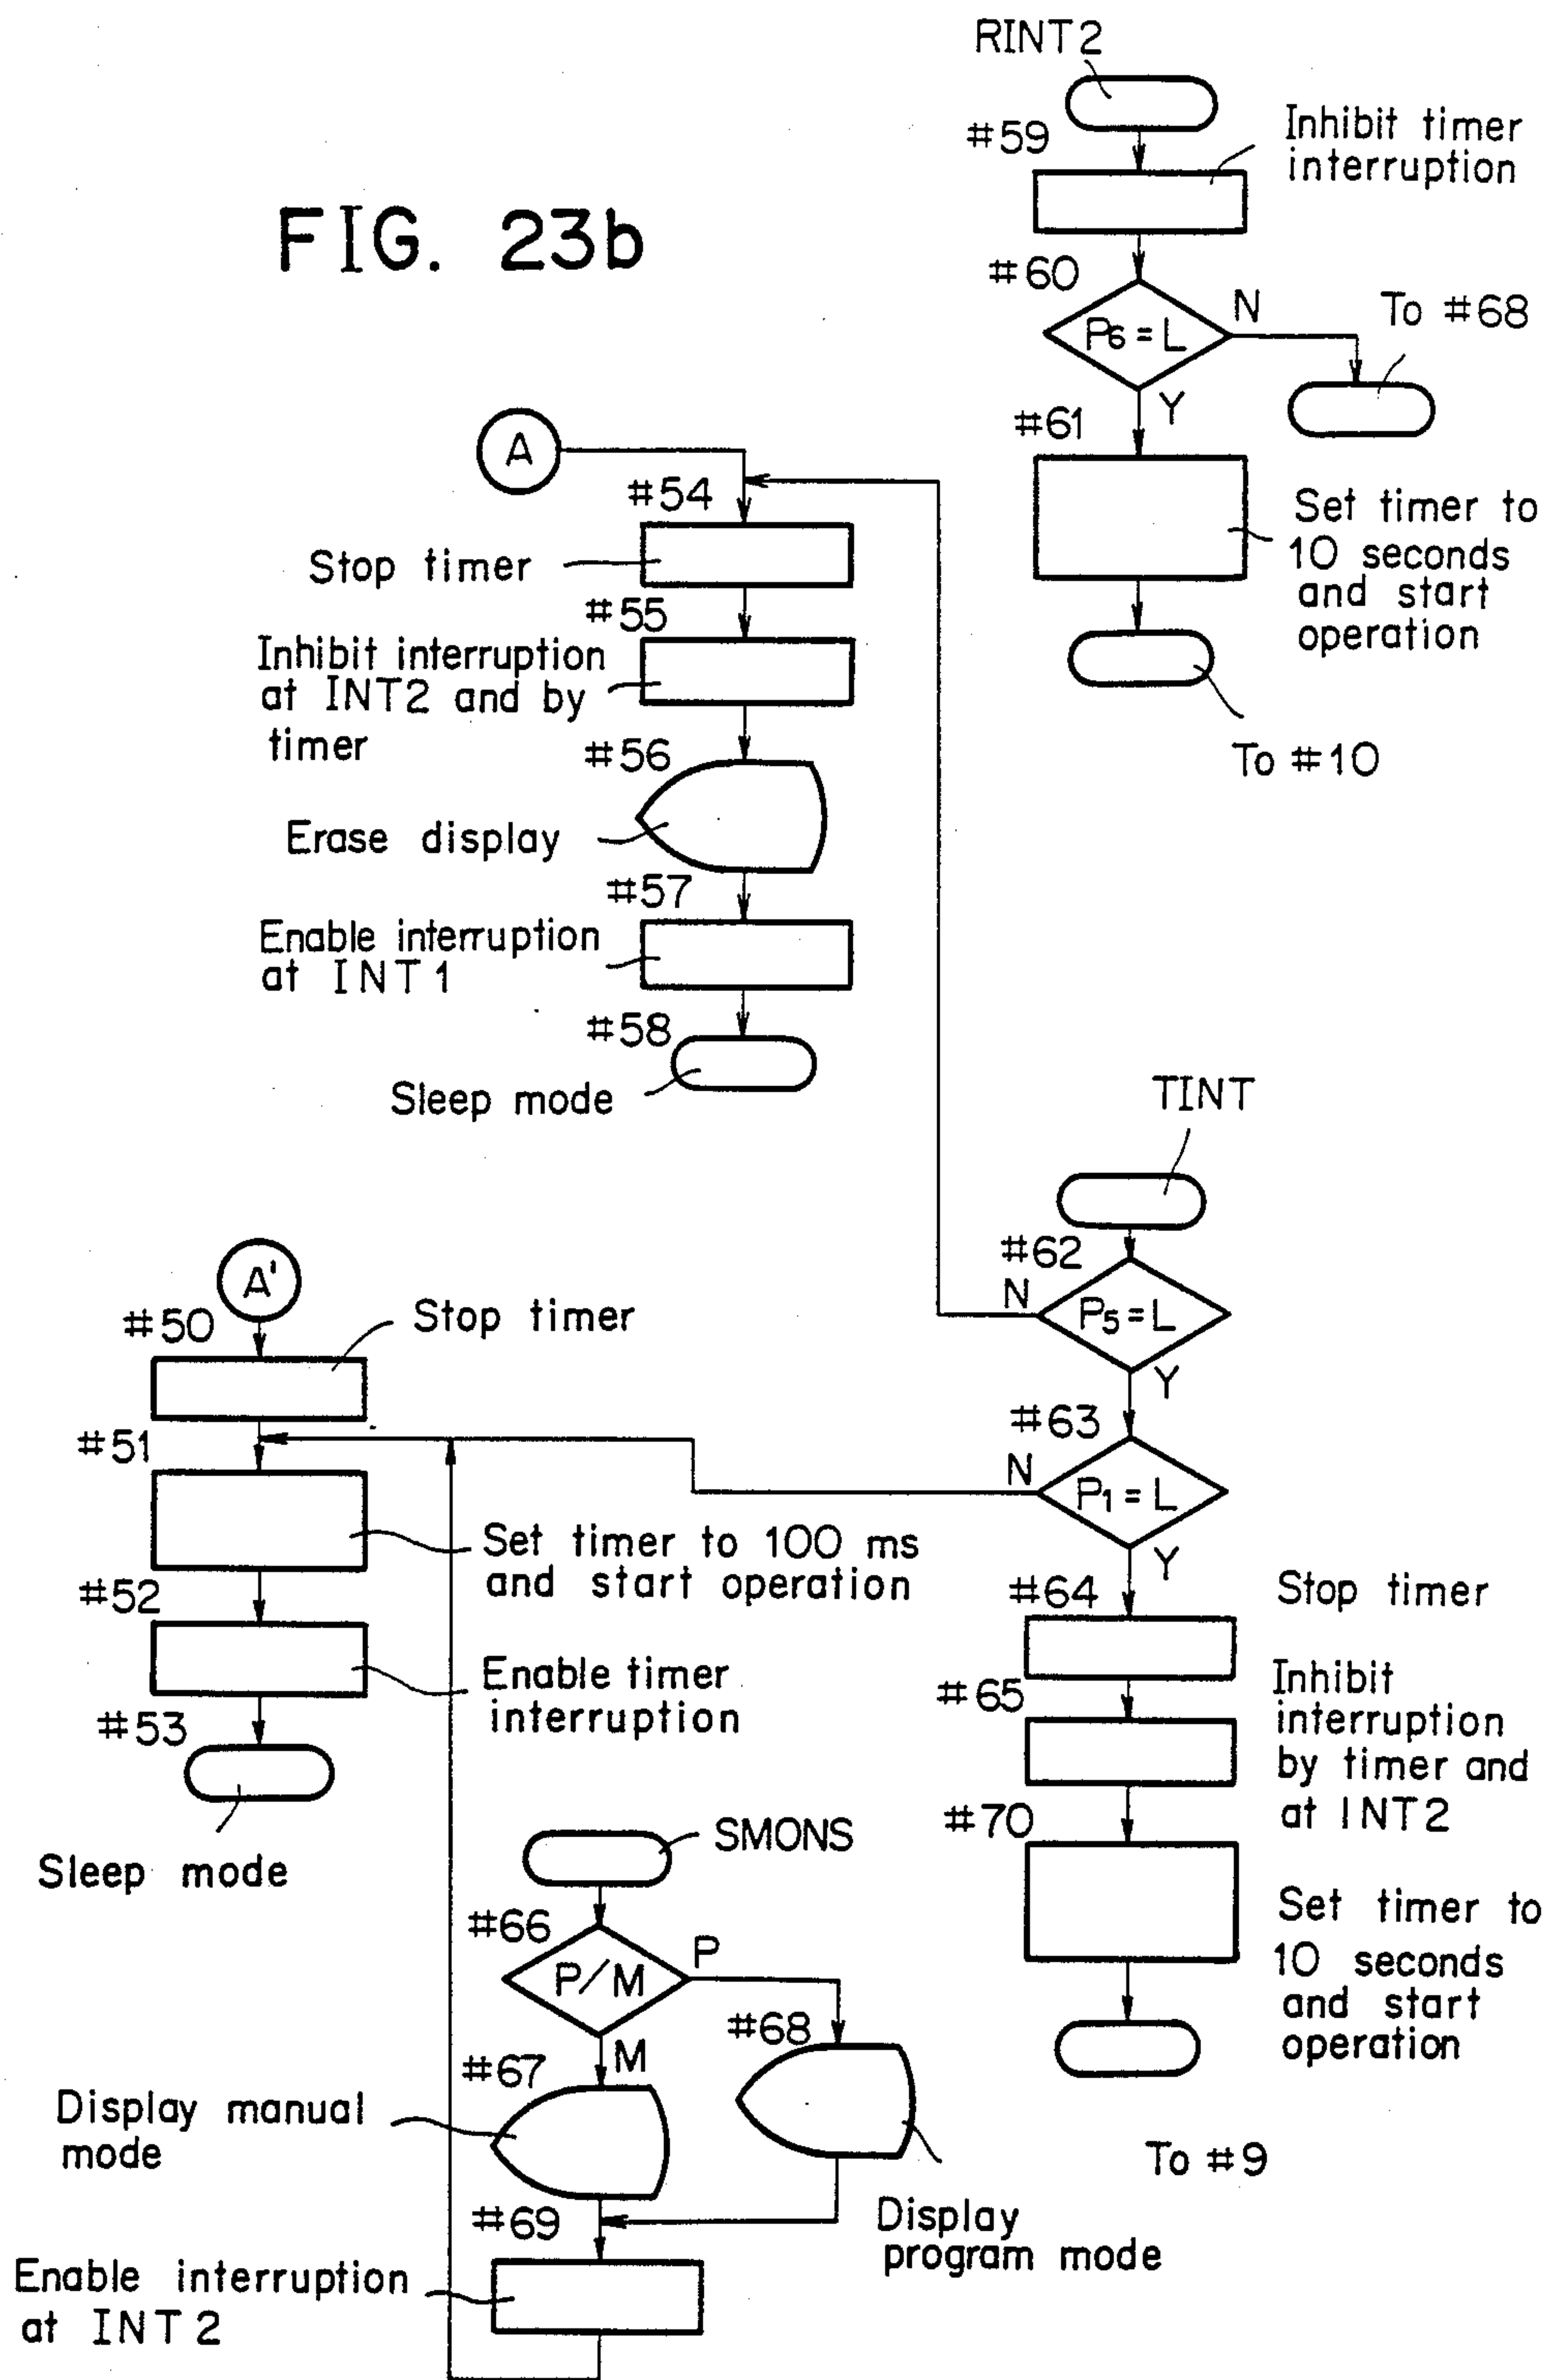 FIG. 23b
RINT2
#59
Inhibit timer
interruption
#60
P6 = L
N
To #68
Y
#61
Set timer to
10 seconds
and start
operation
To #10
A
#54
Stop timer
#55
Inhibit interruption
at INT2 and by
timer
#56
Erase display
#57
Enable interruption
at INT1
#58
Sleep mode
TINT
#62
N
P5 = L
Y
#63
N
P1 = L
Y
#64
Stop timer
#65
Inhibit
interruption
by timer and
at INT2
#70
Set timer to
10 seconds
and start
operation
To #9
A'
#50
Stop timer
#51
Set timer to 100 ms
and start operation
#52
Enable timer
interruption
#53
Sleep mode
SMONS
#66
P/M
P
M
#67
#68
Display manual
mode
Display
program mode
#69
Enable interruption
at INT2